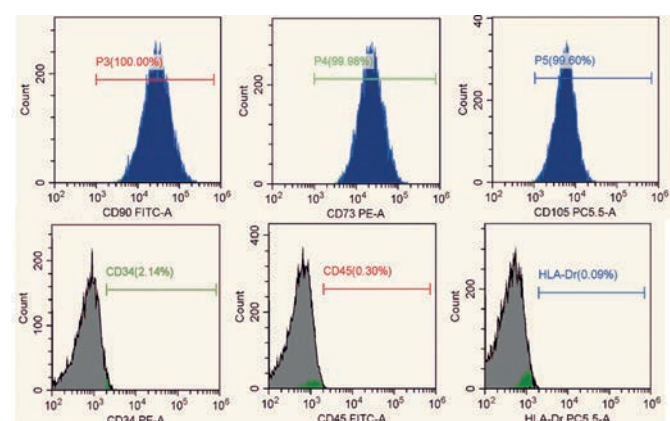 P3(100.00%)
Count
200
0
10² 10³ 10⁴ 10⁵ 10⁶
CD90 FITC-A
P4(99.98%)
Count
200
0
10² 10³ 10⁴ 10⁵ 10⁶
CD73 PE-A
P5(99.60%)
Count
40
20
0
10² 10³ 10⁴ 10⁵ 10⁶
CD105 PC5.5-A
CD34(2.14%)
Count
200
100
0
10² 10³ 10⁴ 10⁵ 10⁶
CD34 PE-A
CD45(0.30%)
Count
400
200
0
10² 10³ 10⁴ 10⁵ 10⁶
CD45 FITC-A
HLA-Dr(0.09%)
Count
300
0
10² 10³ 10⁴ 10⁵ 10⁶
HLA-Dr PC5.5-A